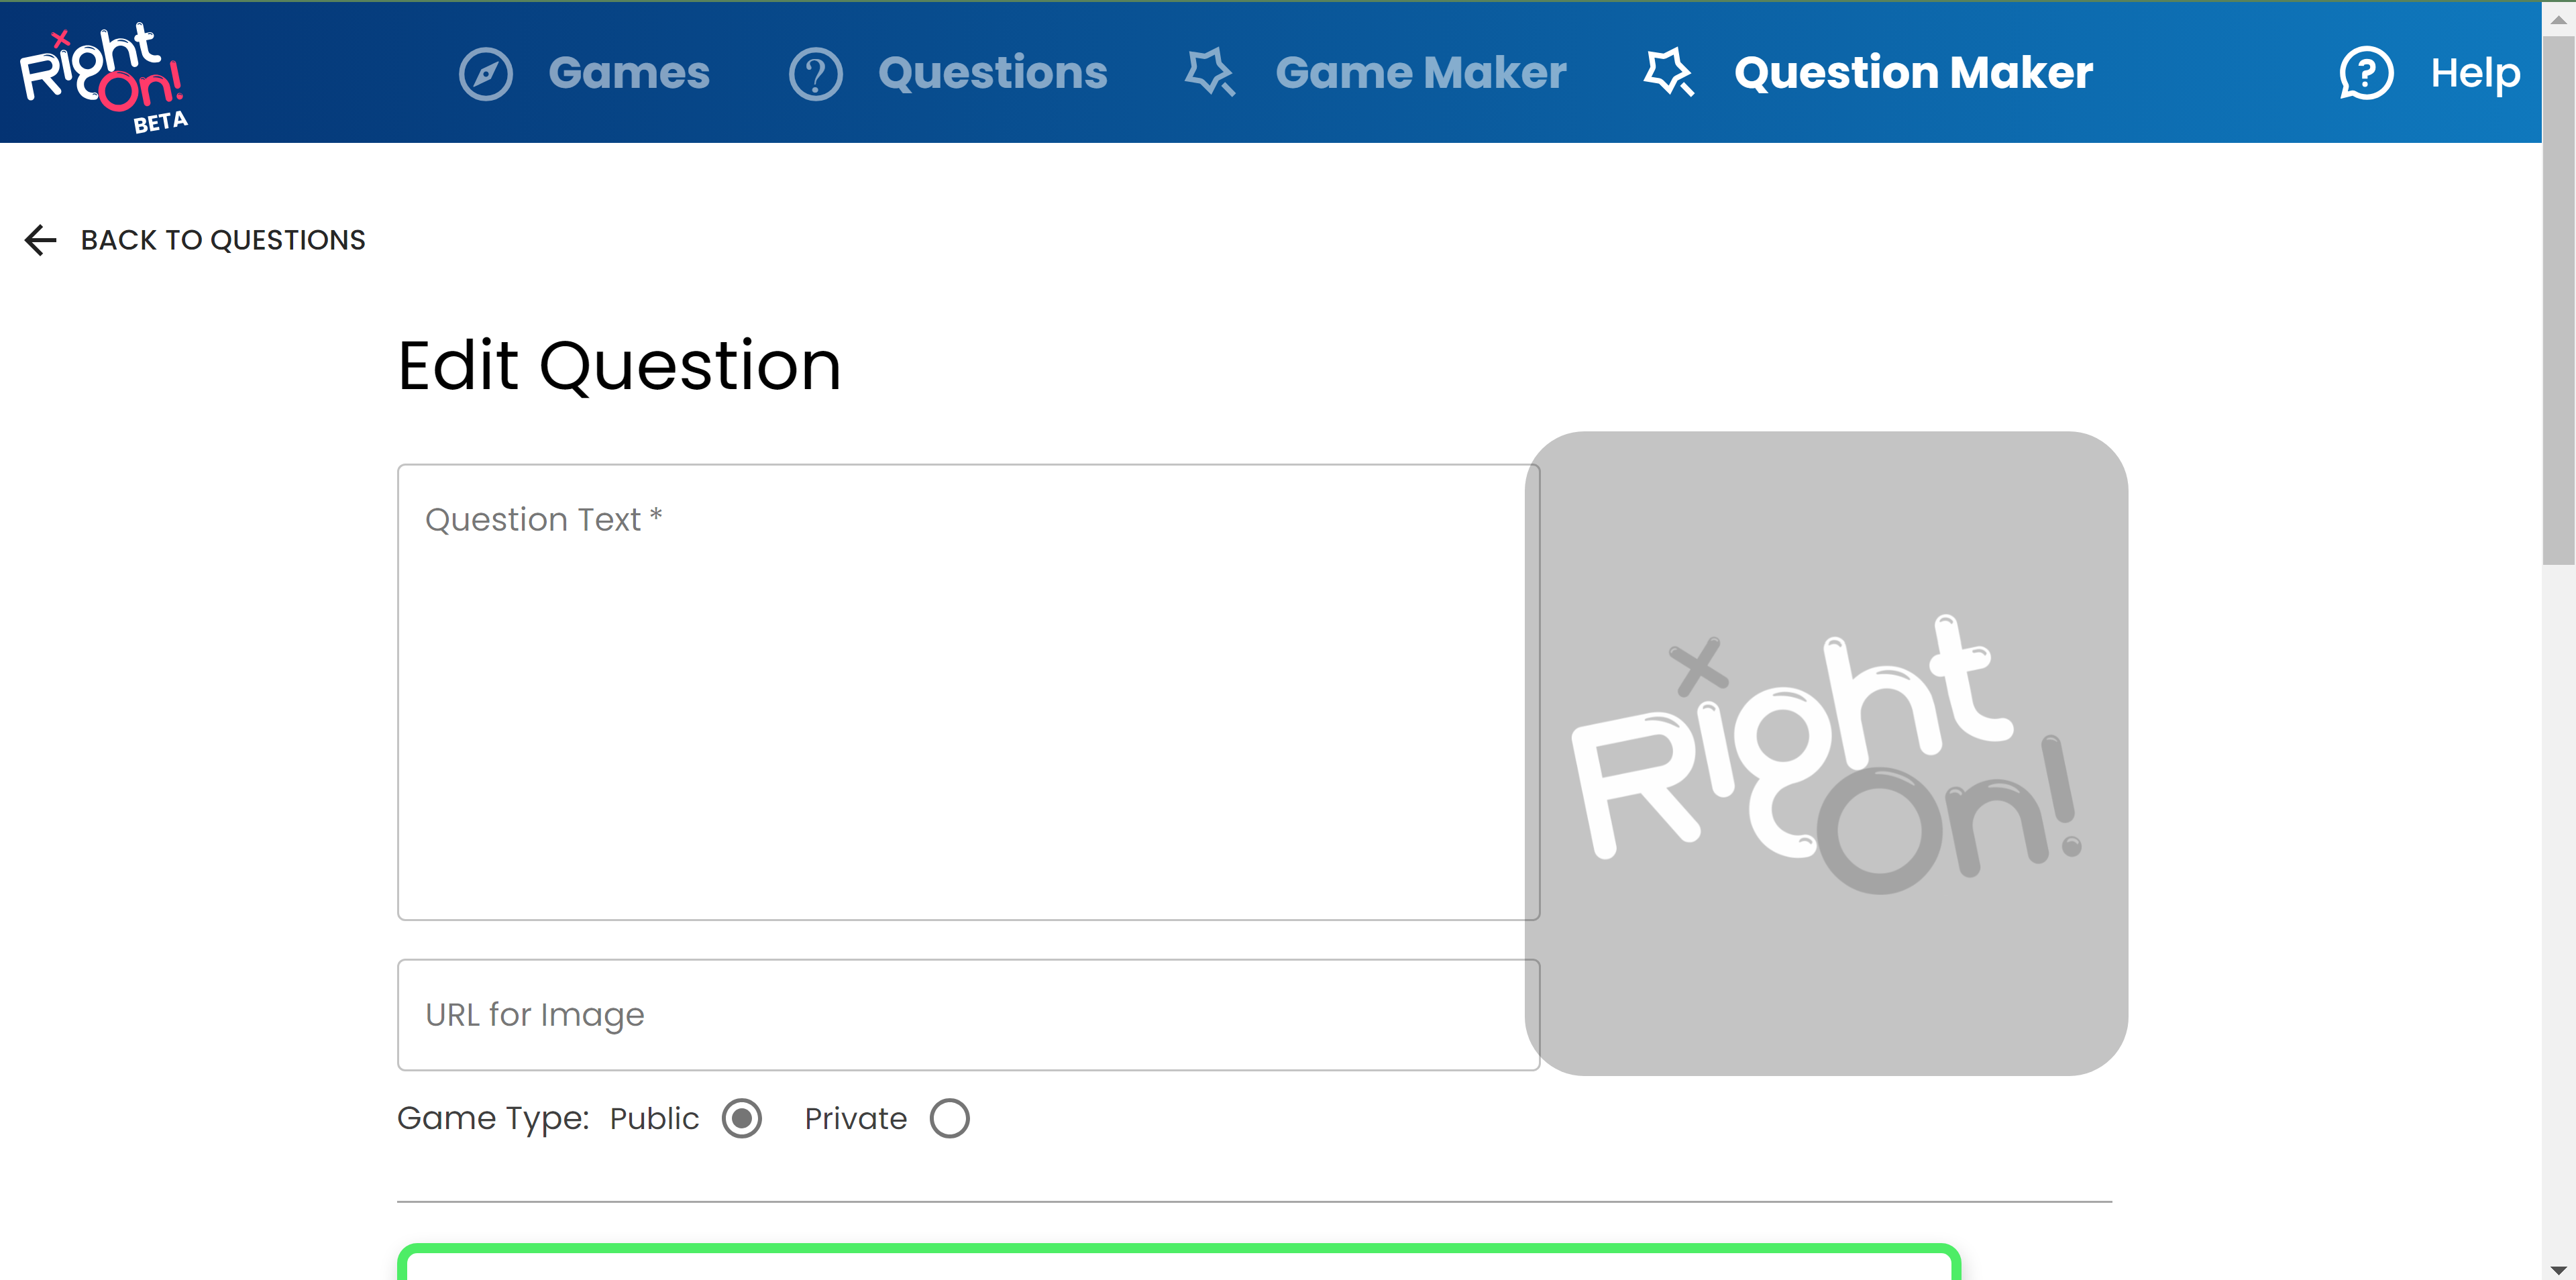 Right
On!
BETA
Games
Questions
Game Maker
Question Maker
Help
BACK TO QUESTIONS
Edit Question
Question Text *
Right
On!
URL for Image
Game Type: Public Private